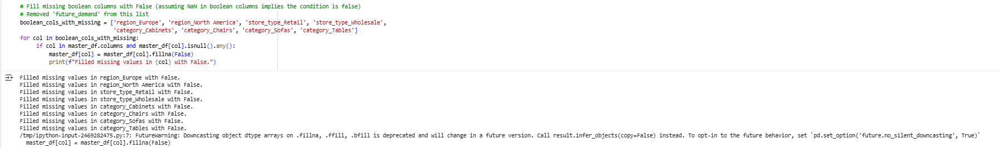 # Fill missing boolean columns with False (assuming NaN in boolean columns implies the condition is false)
# Removed 'future_demand' from this list
boolean_cols_with_missing = ['region_Europe', 'region_North America', 'store_type_Retail', 'store_type_Wholesale',
'category_Cabinets', 'category_Chairs', 'category_Sofas', 'category_Tables']
for col in boolean_cols_with_missing:
if col in master_df.columns and master_df[col].isnull().any():
master_df[col] = master_df[col].fillna(False)
print(f"Filled missing values in {col} with False.")
Filled missing values in region_Europe with False.
Filled missing values in region_North America with False.
Filled missing values in store_type_Retail with False.
Filled missing values in store_type_Wholesale with False.
Filled missing values in category_Cabinets with False.
Filled missing values in category_Chairs with False.
Filled missing values in category_Sofas with False.
Filled missing values in category_Tables with False.
/tmp/ipython-input-2469282475.py:7: FutureWarning: Downcasting object dtype arrays on .fillna, .ffill, .bfill is deprecated and will change in a future version. Call result.infer_objects(copy=False) instead. To opt-in to the future behavior, set `pd.set_option('future.no_silent_downcasting', True)`
master_df[col] = master_df[col].fillna(False)